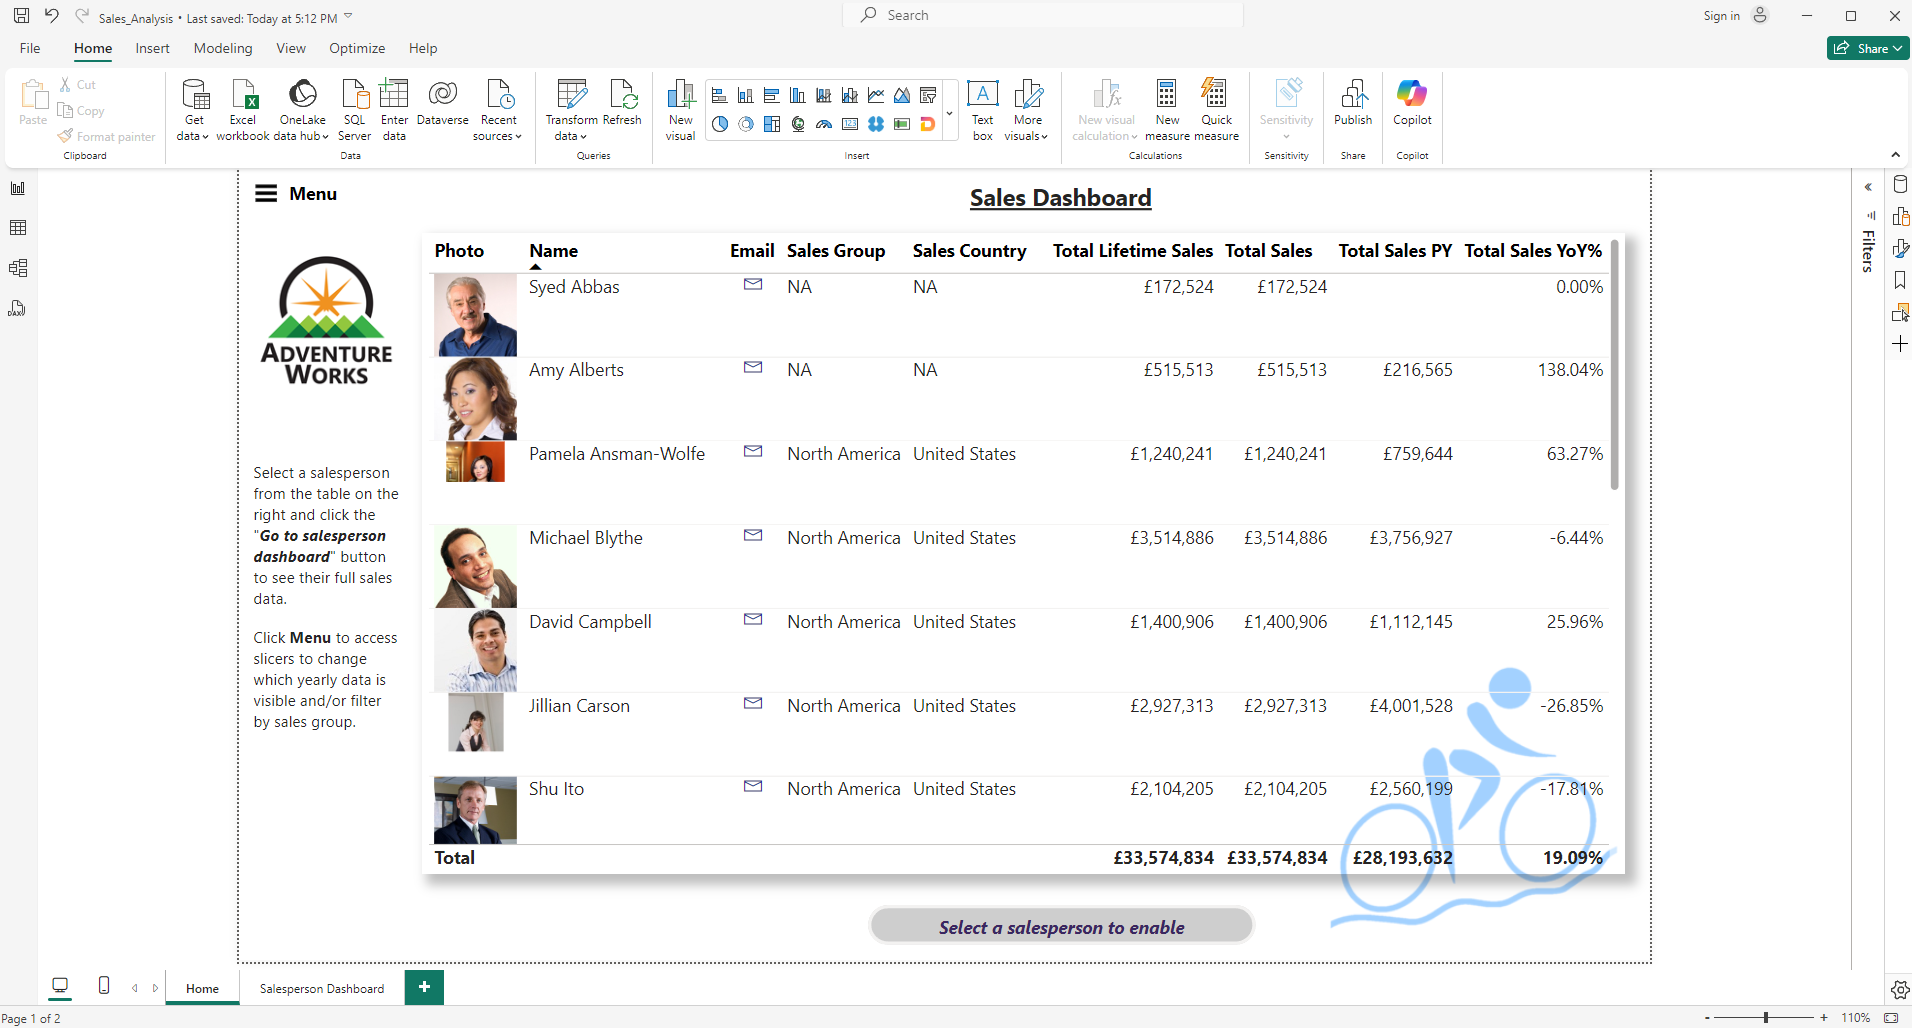 Sales_Analysis • Last saved: Today at 5:12 PM
Search
Sign in
File Home Insert Modeling View Optimize Help
Share
Paste
Cut
Copy
Format painter
Clipboard
Get data
Excel workbook
OneLake data hub
SQL Server
Enter data
Dataverse
Recent sources
Data
Transform data
Refresh
Queries
New visual
Text box
More visuals
Insert
New visual calculation
New measure
Quick measure
Calculations
Sensitivity
Sensitivity
Publish
Share
Copilot
Copilot
Menu
Sales Dashboard
Filters
ADVENTURE
WORKS
Select a salesperson
from the table on the
right and click the
"Go to salesperson
dashboard" button
to see their full sales
data.
Click Menu to access
slicers to change
which yearly data is
visible and/or filter
by sales group.
Photo Name Email Sales Group Sales Country Total Lifetime Sales Total Sales Total Sales PY Total Sales YoY%
Syed Abbas NA NA £172,524 £172,524 0.00%
Amy Alberts NA NA £515,513 £515,513 £216,565 138.04%
Pamela Ansman-Wolfe North America United States £1,240,241 £1,240,241 £759,644 63.27%
Michael Blythe North America United States £3,514,886 £3,514,886 £3,756,927 -6.44%
David Campbell North America United States £1,400,906 £1,400,906 £1,112,145 25.96%
Jillian Carson North America United States £2,927,313 £2,927,313 £4,001,528 -26.85%
Shu Ito North America United States £2,104,205 £2,104,205 £2,560,199 -17.81%
Total £33,574,834 £33,574,834 £28,193,632 19.09%
Select a salesperson to enable
Home Salesperson Dashboard +
Page 1 of 2
- + 110%